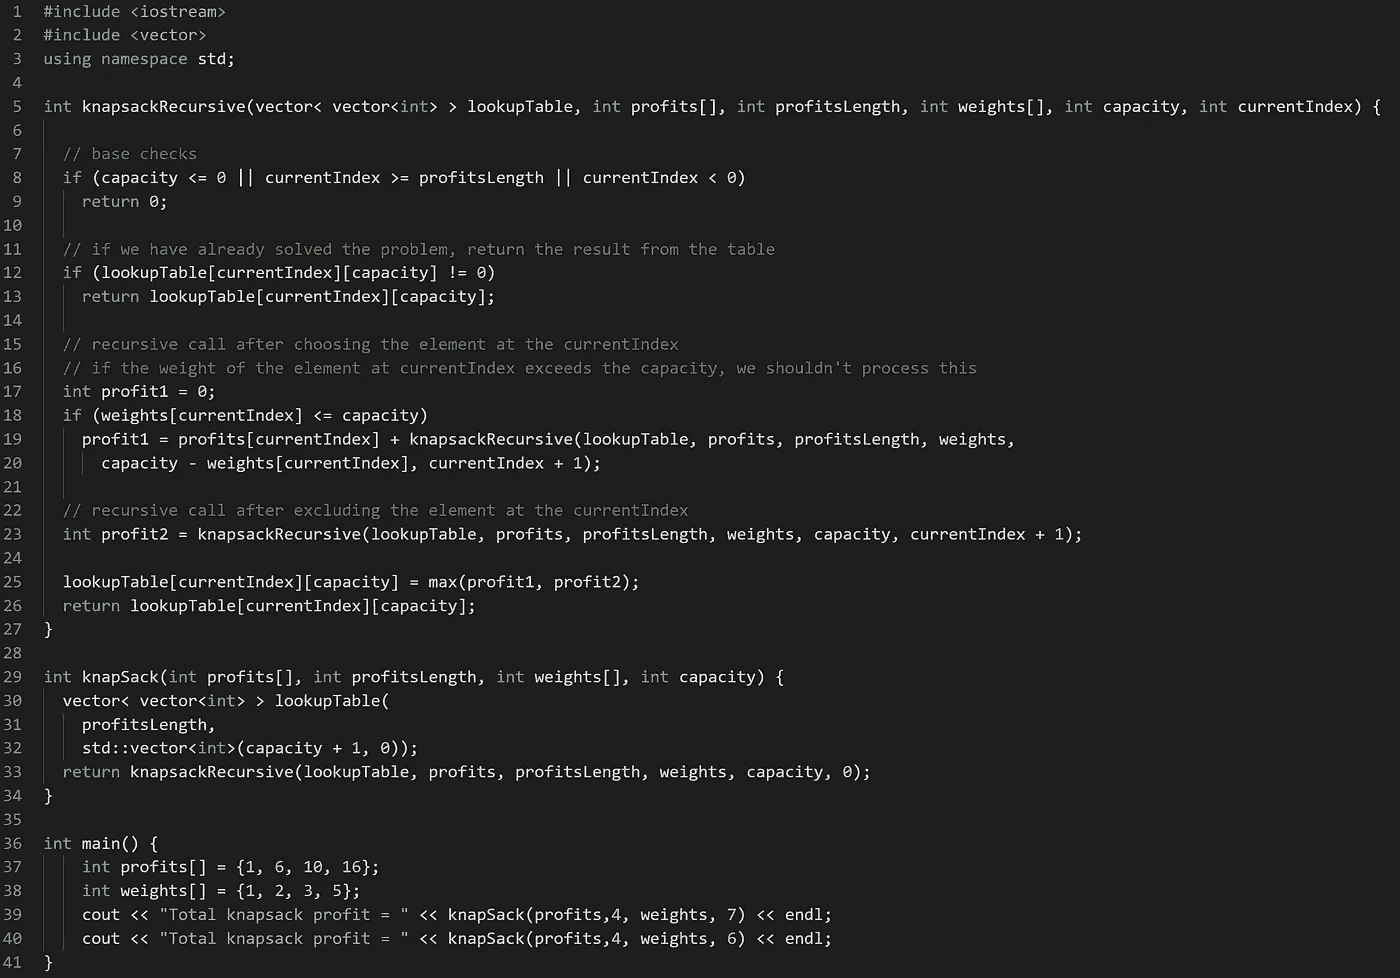 1 #include <iostream>
2 #include <vector>
3 using namespace std;
4
5 int knapsackRecursive(vector< vector<int> > lookupTable, int profits[], int profitsLength, int weights[], int capacity, int currentIndex) {
6
7   // base checks
8   if (capacity <= 0 || currentIndex >= profitsLength || currentIndex < 0)
9     return 0;
10
11   // if we have already solved the problem, return the result from the table
12   if (lookupTable[currentIndex][capacity] != 0)
13     return lookupTable[currentIndex][capacity];
14
15   // recursive call after choosing the element at the currentIndex
16   // if the weight of the element at currentIndex exceeds the capacity, we shouldn't process this
17   int profit1 = 0;
18   if (weights[currentIndex] <= capacity)
19     profit1 = profits[currentIndex] + knapsackRecursive(lookupTable, profits, profitsLength, weights,
20       capacity - weights[currentIndex], currentIndex + 1);
21
22   // recursive call after excluding the element at the currentIndex
23   int profit2 = knapsackRecursive(lookupTable, profits, profitsLength, weights, capacity, currentIndex + 1);
24
25   lookupTable[currentIndex][capacity] = max(profit1, profit2);
26   return lookupTable[currentIndex][capacity];
27 }
28
29 int knapSack(int profits[], int profitsLength, int weights[], int capacity) {
30   vector< vector<int> > lookupTable(
31     profitsLength,
32     std::vector<int>(capacity + 1, 0));
33   return knapsackRecursive(lookupTable, profits, profitsLength, weights, capacity, 0);
34 }
35
36 int main() {
37     int profits[] = {1, 6, 10, 16};
38     int weights[] = {1, 2, 3, 5};
39     cout << "Total knapsack profit = " << knapSack(profits,4, weights, 7) << endl;
40     cout << "Total knapsack profit = " << knapSack(profits,4, weights, 6) << endl;
41 }